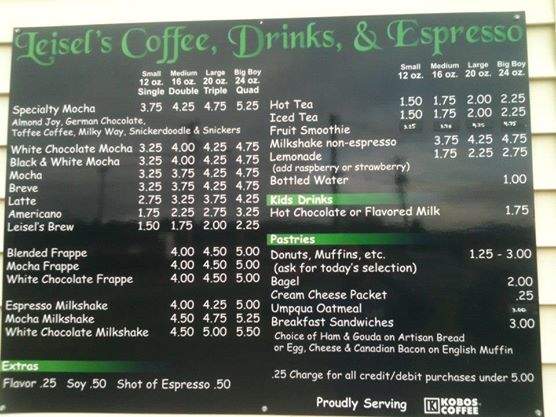 Leisel's Coffee, Drinks, & Espresso
Small Medium Large Big Boy
12 oz. 16 oz. 20 oz. 24 oz.
Single Double Triple Quad
Specialty Mocha 3.75 4.25 4.75 5.25
Almond Joy, German Chocolate,
Toffee Coffee, Milky Way, Snickerdoodle & Snickers
White Chocolate Mocha 3.25 4.00 4.25 4.75
Black & White Mocha 3.25 4.00 4.25 4.75
Mocha 3.25 3.75 4.25 4.75
Breve 3.25 3.75 4.25 4.75
Latte 2.75 3.25 3.75 4.25
Americano 1.75 2.25 2.75 3.25
Leisel's Brew 1.50 1.75 2.00 2.25
Blended Frappe 4.00 4.50 5.00
Mocha Frappe 4.00 4.50 5.00
White Chocolate Frappe 4.00 4.50 5.00
Espresso Milkshake 4.00 4.25 5.00
Mocha Milkshake 4.50 4.75 5.25
White Chocolate Milkshake 4.50 5.00 5.50
Extras
Flavor .25 Soy .50 Shot of Espresso .50
Small Medium Large Big Boy
12 oz. 16 oz. 20 oz. 24 oz.
Hot Tea 1.50 1.75 2.00 2.25
Iced Tea 1.50 1.75 2.00 2.25
Fruit Smoothie
Milkshake non-espresso 3.75 4.25 4.75
Lemonade 1.75 2.25 2.75
(add raspberry or strawberry)
Bottled Water 1.00
Kids Drinks
Hot Chocolate or Flavored Milk 1.75
Pastries
Donuts, Muffins, etc. 1.25 - 3.00
(ask for today's selection)
Bagel 2.00
Cream Cheese Packet .25
Umpqua Oatmeal 3.00
Breakfast Sandwiches 3.00
Choice of Ham & Gouda on Artisan Bread
or Egg, Cheese & Canadian Bacon on English Muffin
.25 Charge for all credit/debit purchases under 5.00
Proudly Serving K KOBOS
COFFEE